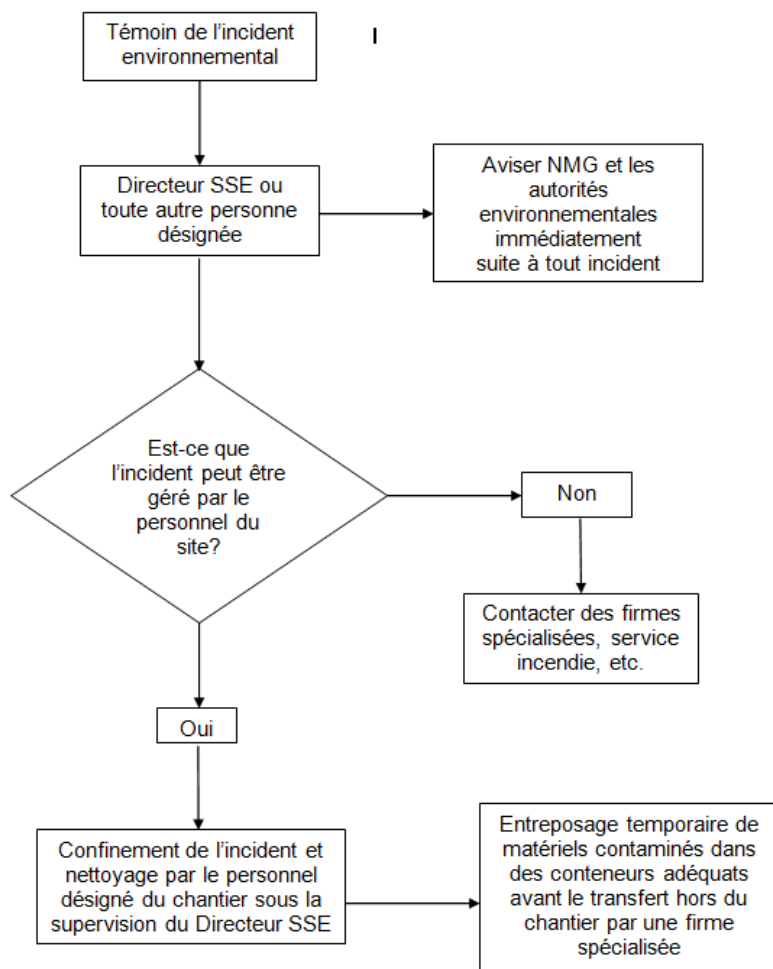 Témoin de l'incident
environnemental
I
Directeur SSE ou
toute autre personne
désignée
Aviser NMG et les
autorités
environnementales
immédiatement
suite à tout incident
Est-ce que
l'incident peut être
géré par le
personnel du
site?
Non
Contacter des firmes
spécialisées, service
incendie, etc.
Oui
Confinement de l'incident et
nettoyage par le personnel
désigné du chantier sous la
supervision du Directeur SSE
Entreposage temporaire de
matériels contaminés dans
des conteneurs adéquats
avant le transfert hors du
chantier par une firme
spécialisée